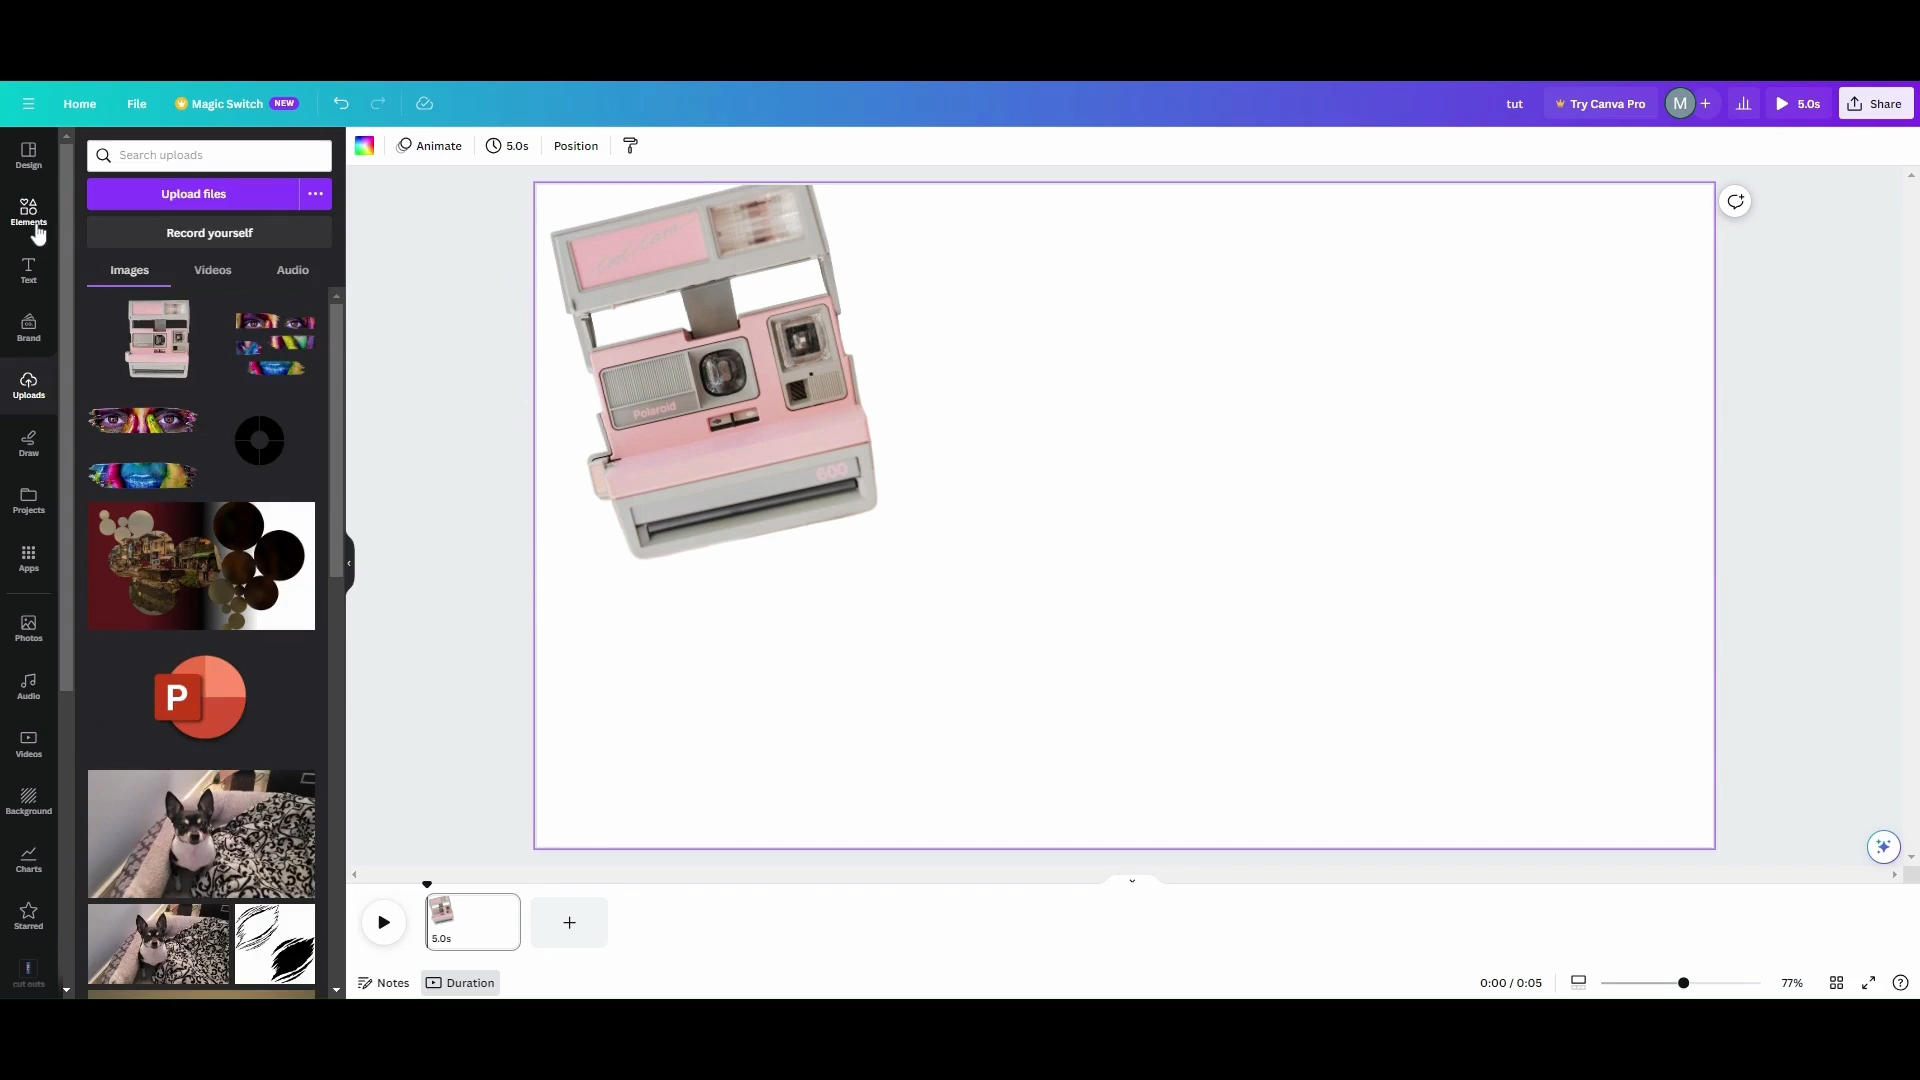 Home
File
Magic Switch
NEW
tut
Try Canva Pro
M
5.0s
Share
Design
Elements
Text
Brand
Uploads
Draw
Projects
Apps
Photos
Audio
Videos
Background
Charts
Starred
cut outs
Search uploads
Upload files
Record yourself
Images
Videos
Audio
P
Animate
5.0s
Position
Polaroid
600
5.0s
Notes
Duration
0:00 / 0:05
77%